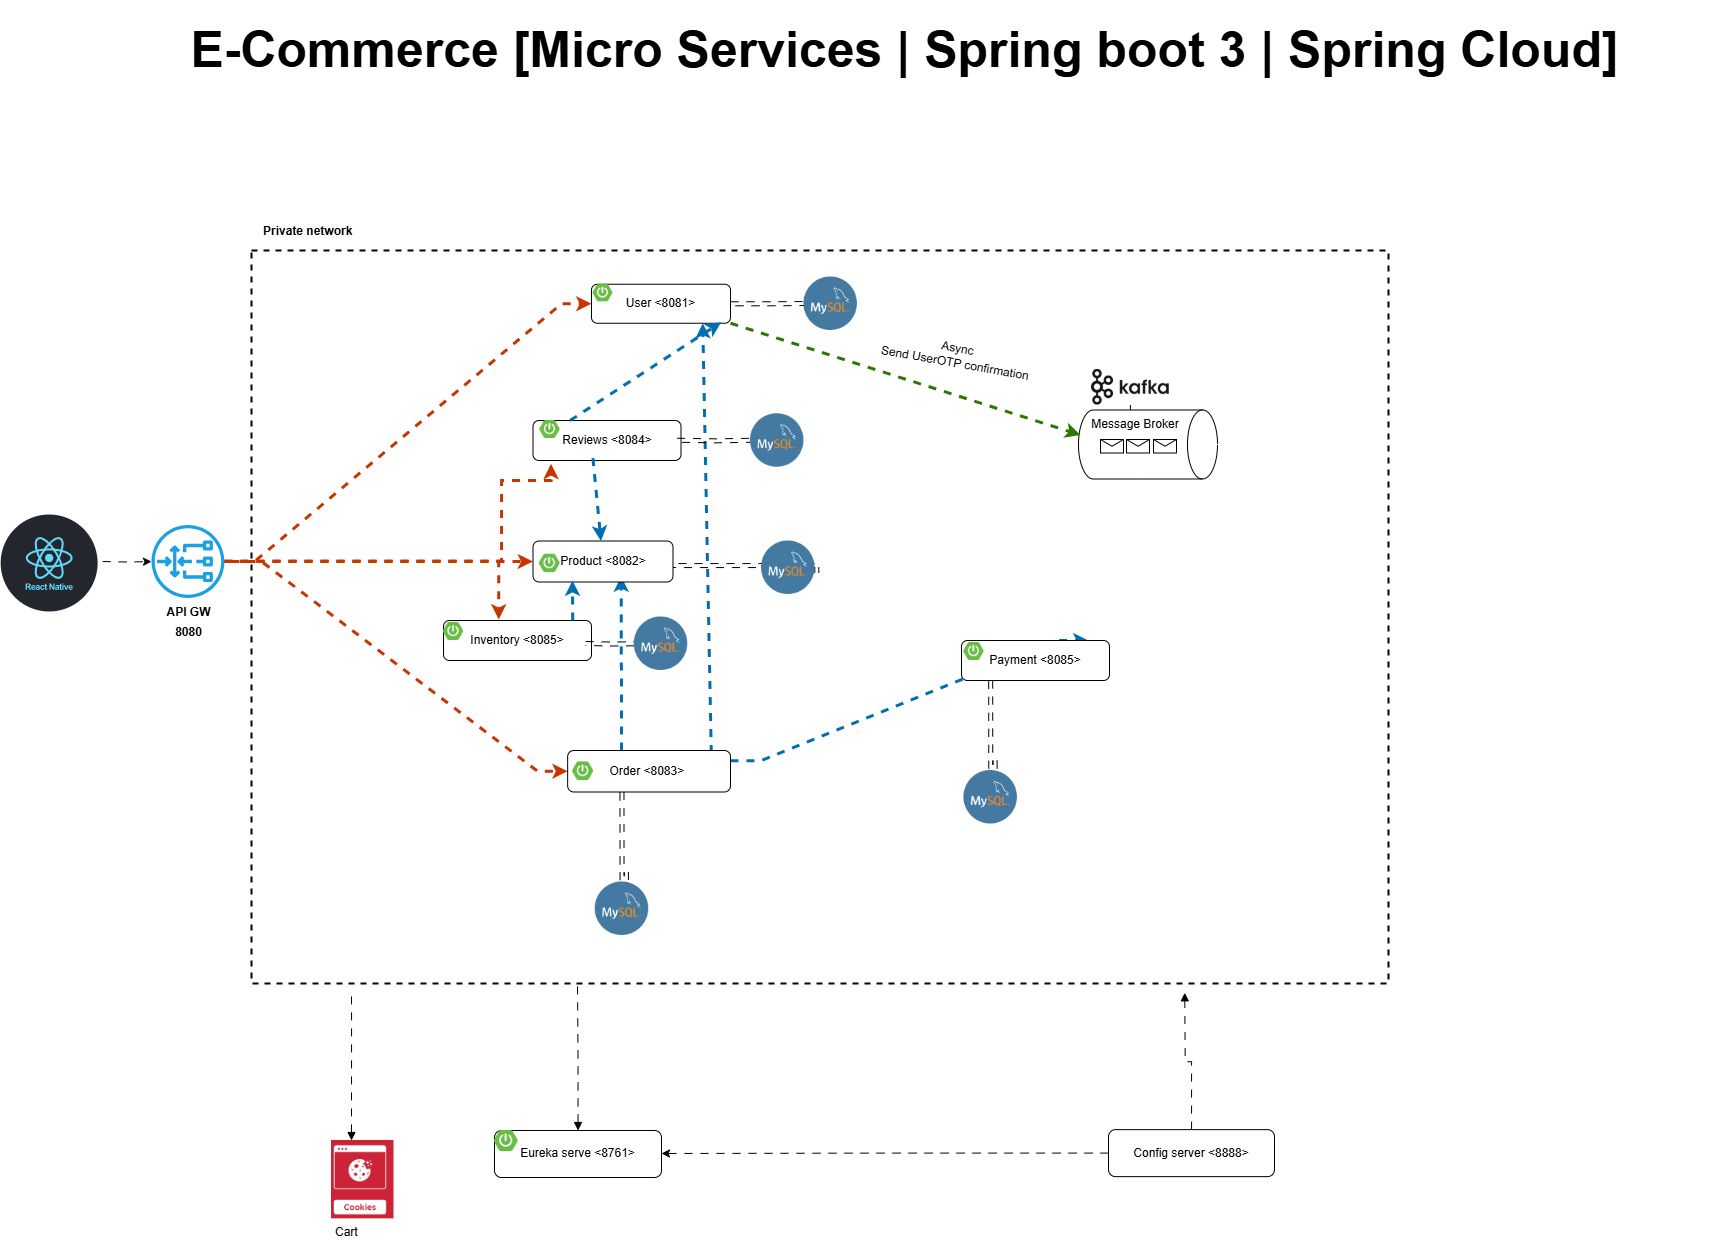 E-Commerce [Micro Services | Spring boot 3 | Spring Cloud]
Private network
User <8081>
MySQL
Async
Send UserOTP confirmation
kafka
Message Broker
Reviews <8084>
MySQL
React Native
API GW
8080
Product <8082>
MySQL
Inventory <8085>
MySQL
Payment <8085>
MySQL
Order <8083>
MySQL
Eureka serve <8761>
Config server <8888>
Cookies
Cart